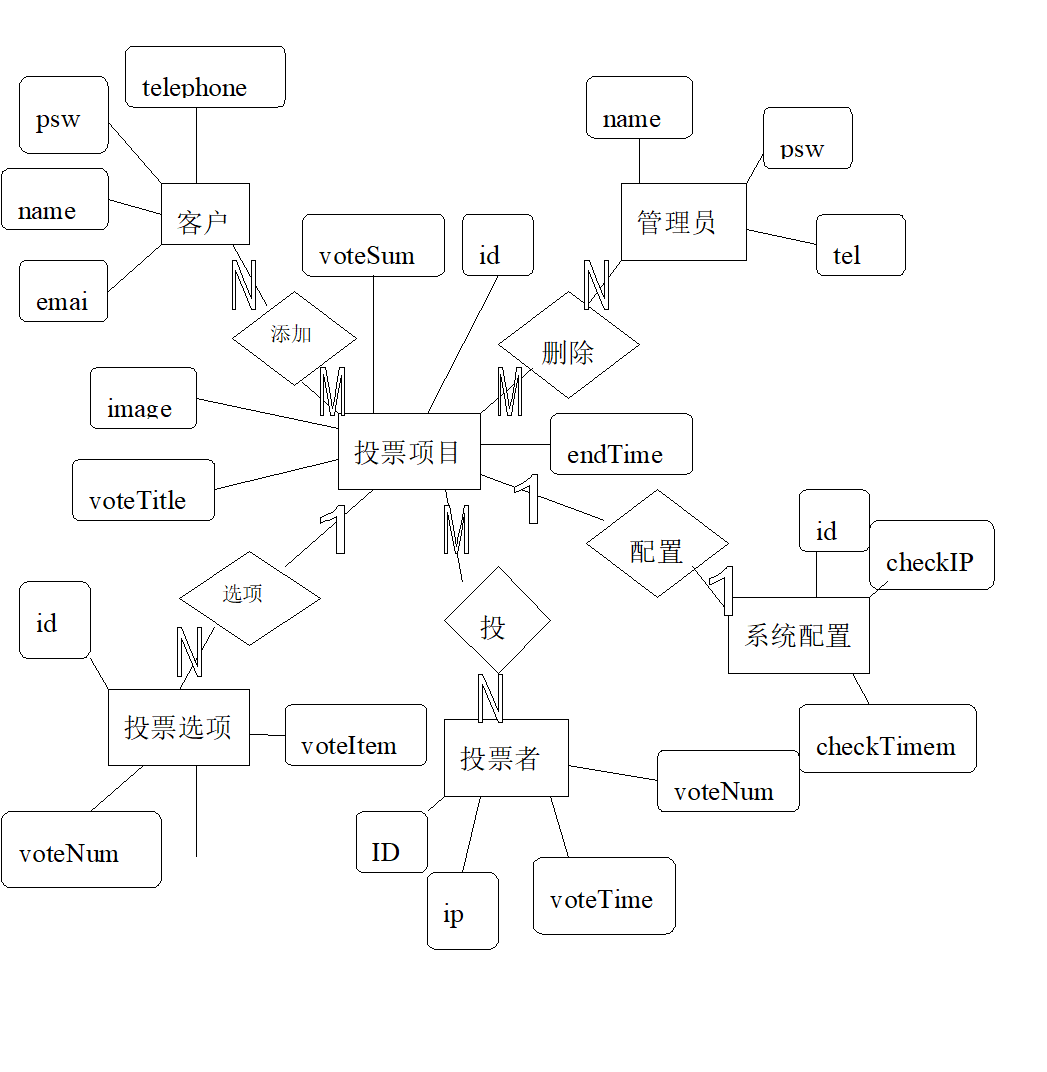 telephone
psw
name
psw
name
客户
管理员
voteSum
id
tel
emai
N
N
添加
删除
M
M
image
投票项目
endTime
voteTitle
1
1
M
id
checkIP
配置
选项
1
id
投
系统配置
N
N
投票选项
voteItem
投票者
checkTimem
voteNum
voteNum
ID
ip
voteTime